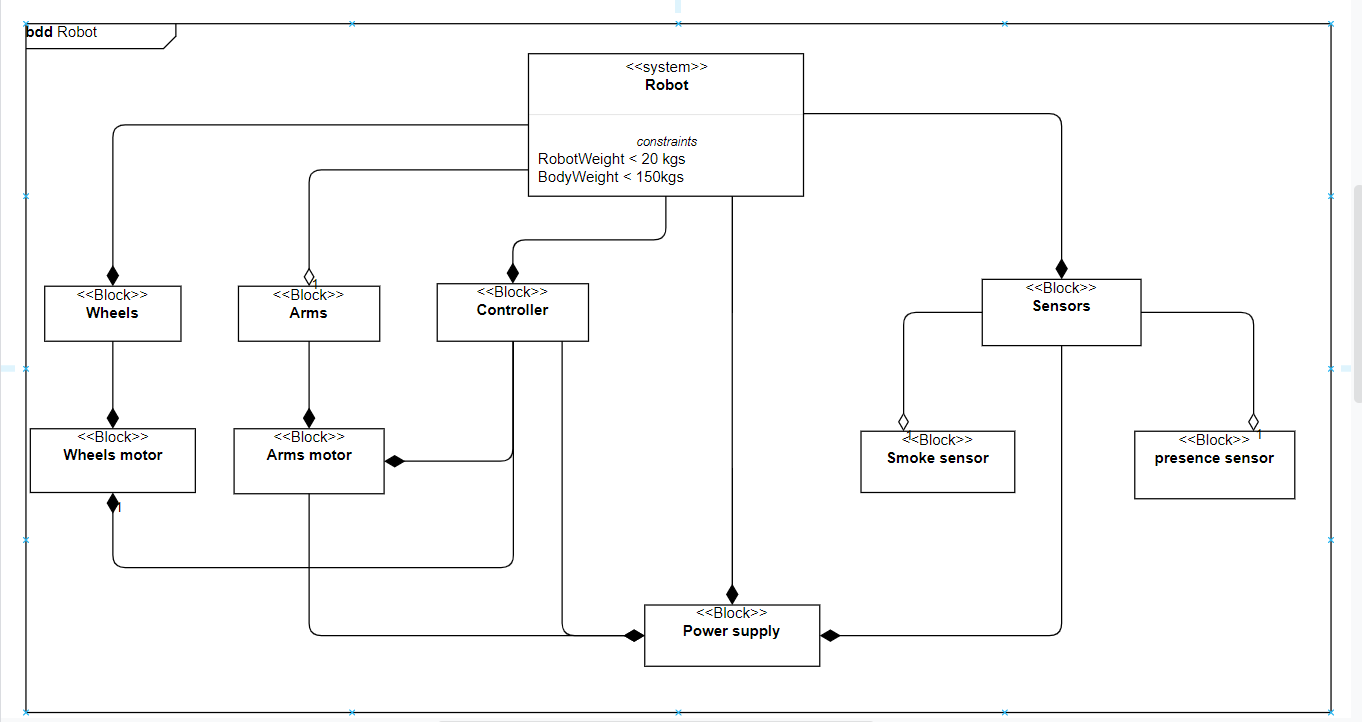 bdd Robot
<<system>>
Robot
constraints
RobotWeight < 20 kgs
BodyWeight < 150kgs
1
<<Block>>
Wheels
<<Block>>
Arms
<<Block>>
Controller
<<Block>>
Sensors
<<Block>>
Wheels motor
1
<<Block>>
Arms motor
1
<<Block>>
Smoke sensor
1
<<Block>>
presence sensor
<<Block>>
Power supply